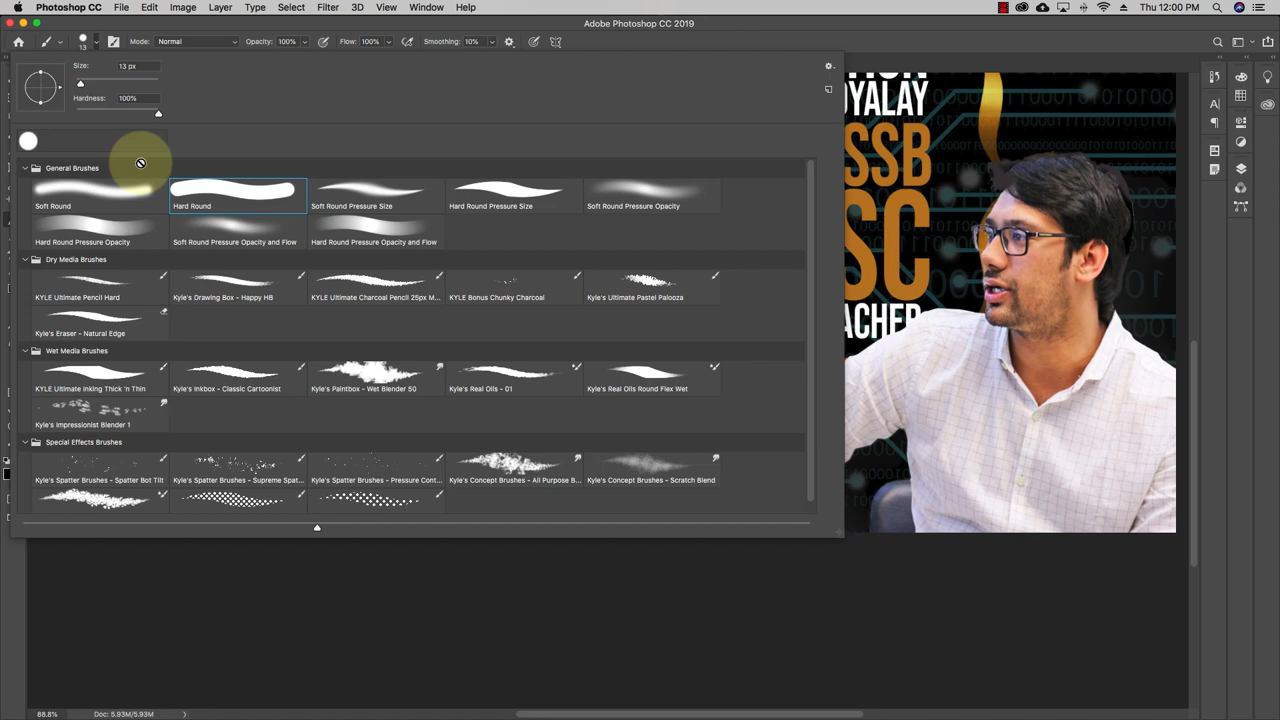 Photoshop CC File Edit Image Layer Type Select Filter 3D View Window Help Thu 12:00 PM
Adobe Photoshop CC 2019
13 Mode: Normal Opacity: 100% Flow: 100% Smoothing: 10%
Size: 13 px
Hardness: 100%
General Brushes
Soft Round Hard Round Soft Round Pressure Size Hard Round Pressure Size Soft Round Pressure Opacity
Hard Round Pressure Opacity Soft Round Pressure Opacity and Flow Hard Round Pressure Opacity and Flow
Dry Media Brushes
KYLE Ultimate Pencil Hard Kyle's Drawing Box - Happy HB KYLE Ultimate Charcoal Pencil 25px M... KYLE Bonus Chunky Charcoal Kyle's Ultimate Pastel Palooza
Kyle's Eraser - Natural Edge
Wet Media Brushes
KYLE Ultimate Inking Thick 'n Thin Kyle's Inkbox - Classic Cartoonist Kyle's Paintbox - Wet Blender 50 Kyle's Real Oils - 01 Kyle's Real Oils Round Flex Wet
Kyle's Impressionist Blender 1
Special Effects Brushes
Kyle's Spatter Brushes - Spatter Bot Tilt Kyle's Spatter Brushes - Supreme Spat... Kyle's Spatter Brushes - Pressure Cont... Kyle's Concept Brushes - All Purpose B... Kyle's Concept Brushes - Scratch Blend
OYALAY
SSB
SC
ACHER
88.8% Doc: 5.93M/5.93M